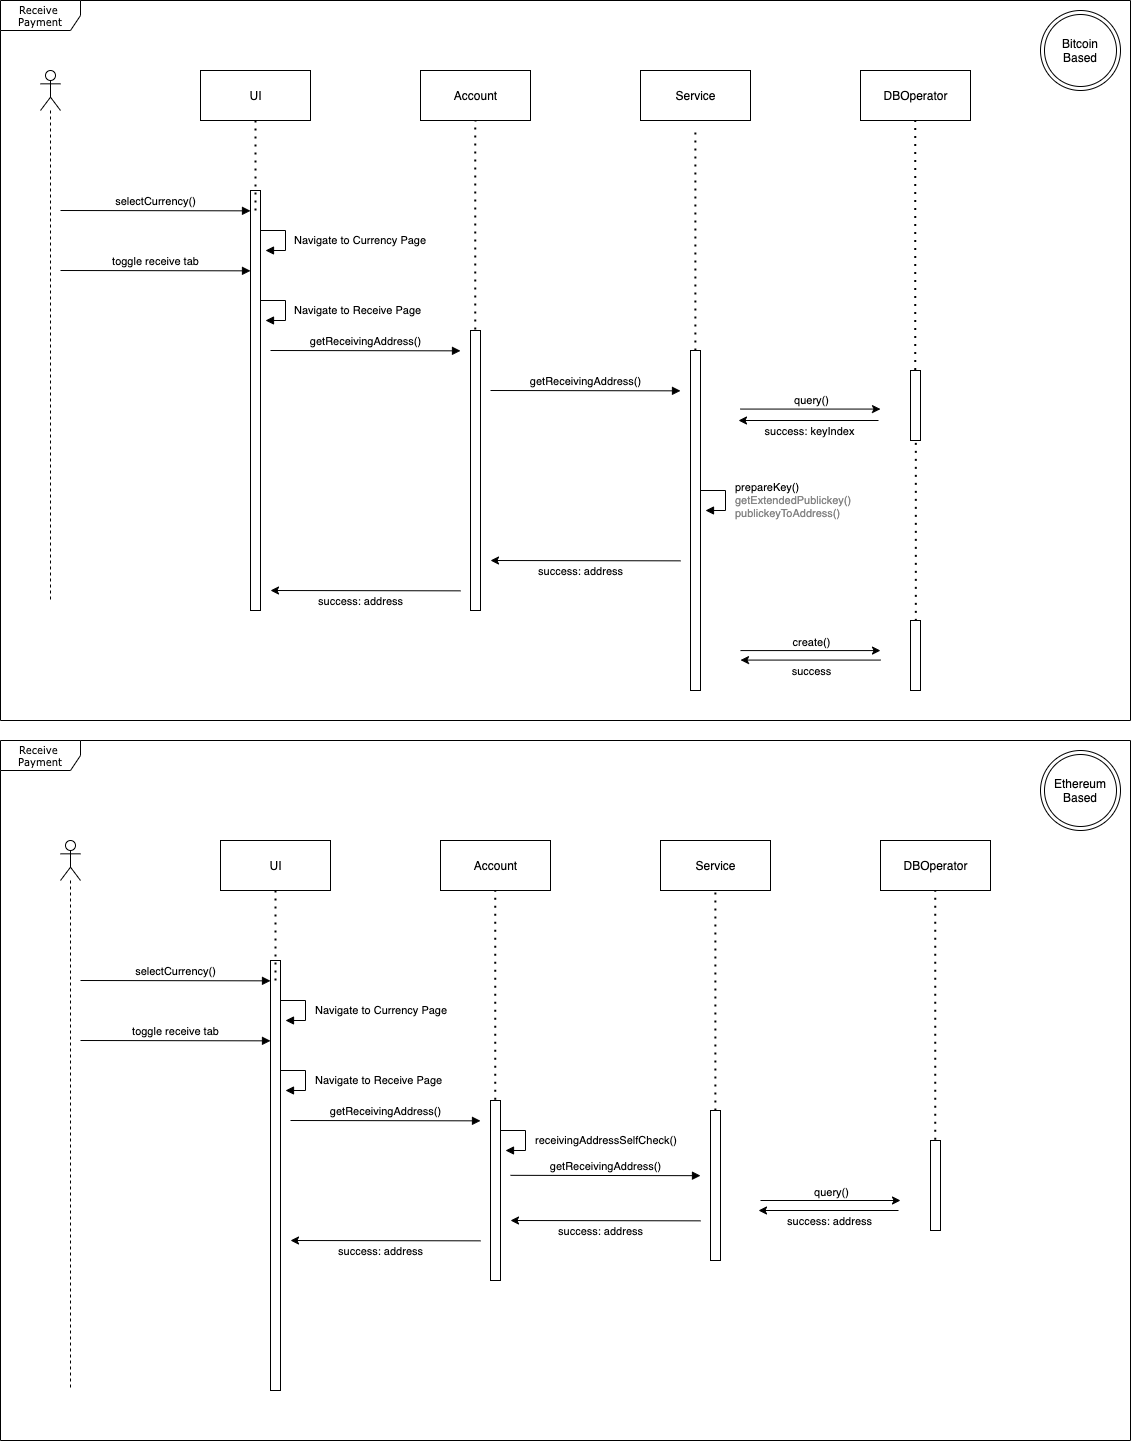 Receive
Payment
Bitcoin
Based
UI
Account
Service
DBOperator
selectCurrency()
Navigate to Currency Page
toggle receive tab
Navigate to Receive Page
getReceivingAddress()
getReceivingAddress()
query()
success: keyIndex
prepareKey()
getExtendedPublickey()
publickeyToAddress()
success: address
success: address
create()
success
Receive
Payment
Ethereum
Based
UI
Account
Service
DBOperator
selectCurrency()
Navigate to Currency Page
toggle receive tab
Navigate to Receive Page
getReceivingAddress()
receivingAddressSelfCheck()
getReceivingAddress()
query()
success: address
success: address
success: address